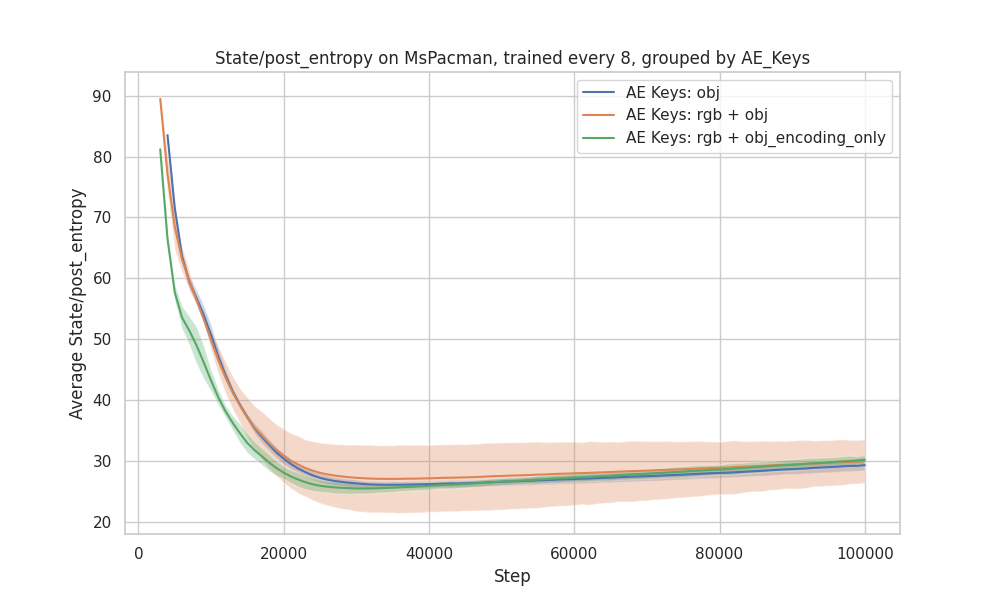 State/post_entropy on MsPacman, trained every 8, grouped by AE_Keys
AE Keys: obj
AE Keys: rgb + obj
AE Keys: rgb + obj_encoding_only
Average State/post_entropy
90
80
70
60
50
40
30
20
0
20000
40000
60000
80000
100000
Step